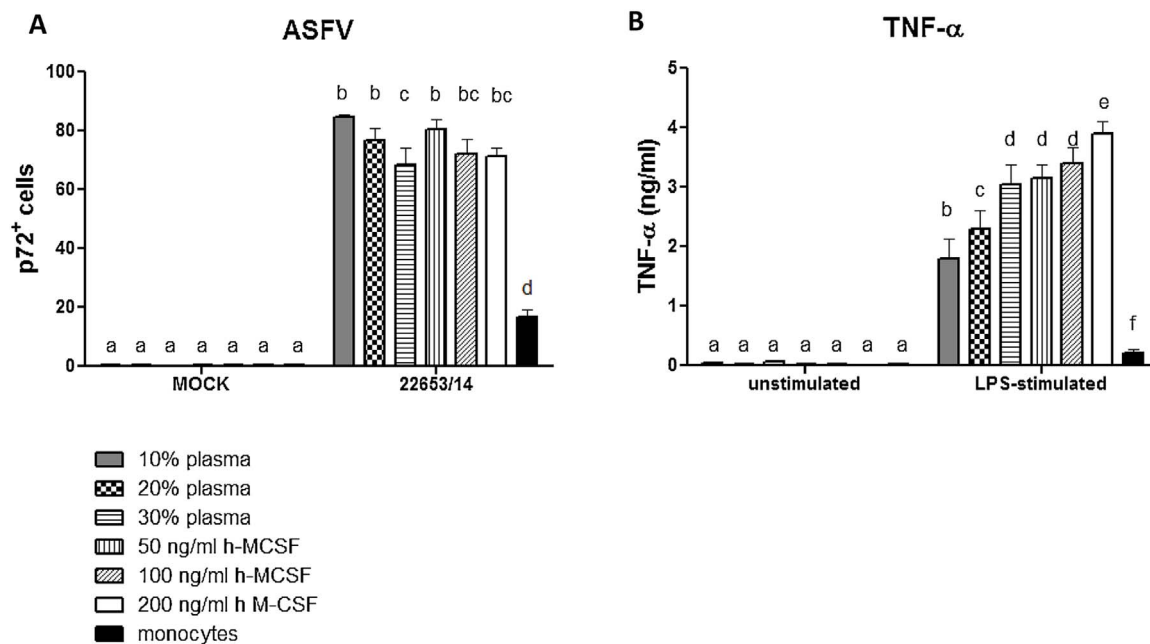 A
ASFV
p72+ cells
100
80
60
40
20
0
b b c b bc bc
d
a a a a a a a
MOCK
22653/14
B
TNF-α
TNF-α (ng/ml)
5
4
3
2
1
0
e
d d d
c
b
f
a a a a a a a
unstimulated
LPS-stimulated
10% plasma
20% plasma
30% plasma
50 ng/ml h-MCSF
100 ng/ml h-MCSF
200 ng/ml h M-CSF
monocytes